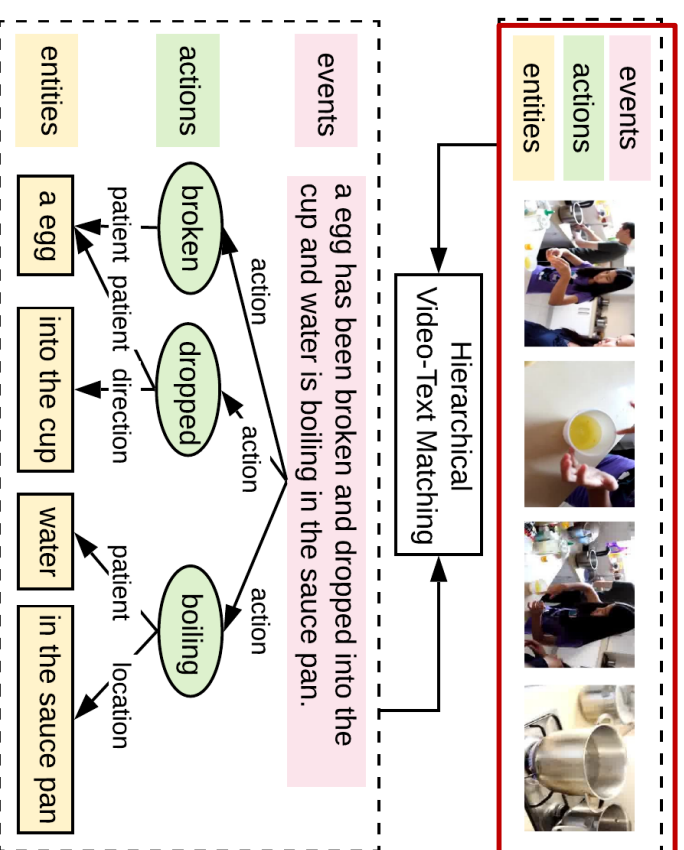 events
actions
entities
Hierarchical
Video-Text Matching
events
a egg has been broken and dropped into the
cup and water is boiling in the sauce pan.
action
action
action
actions
broken
dropped
boiling
patient
patient
direction
patient
location
entities
a egg
into the cup
water
in the sauce pan